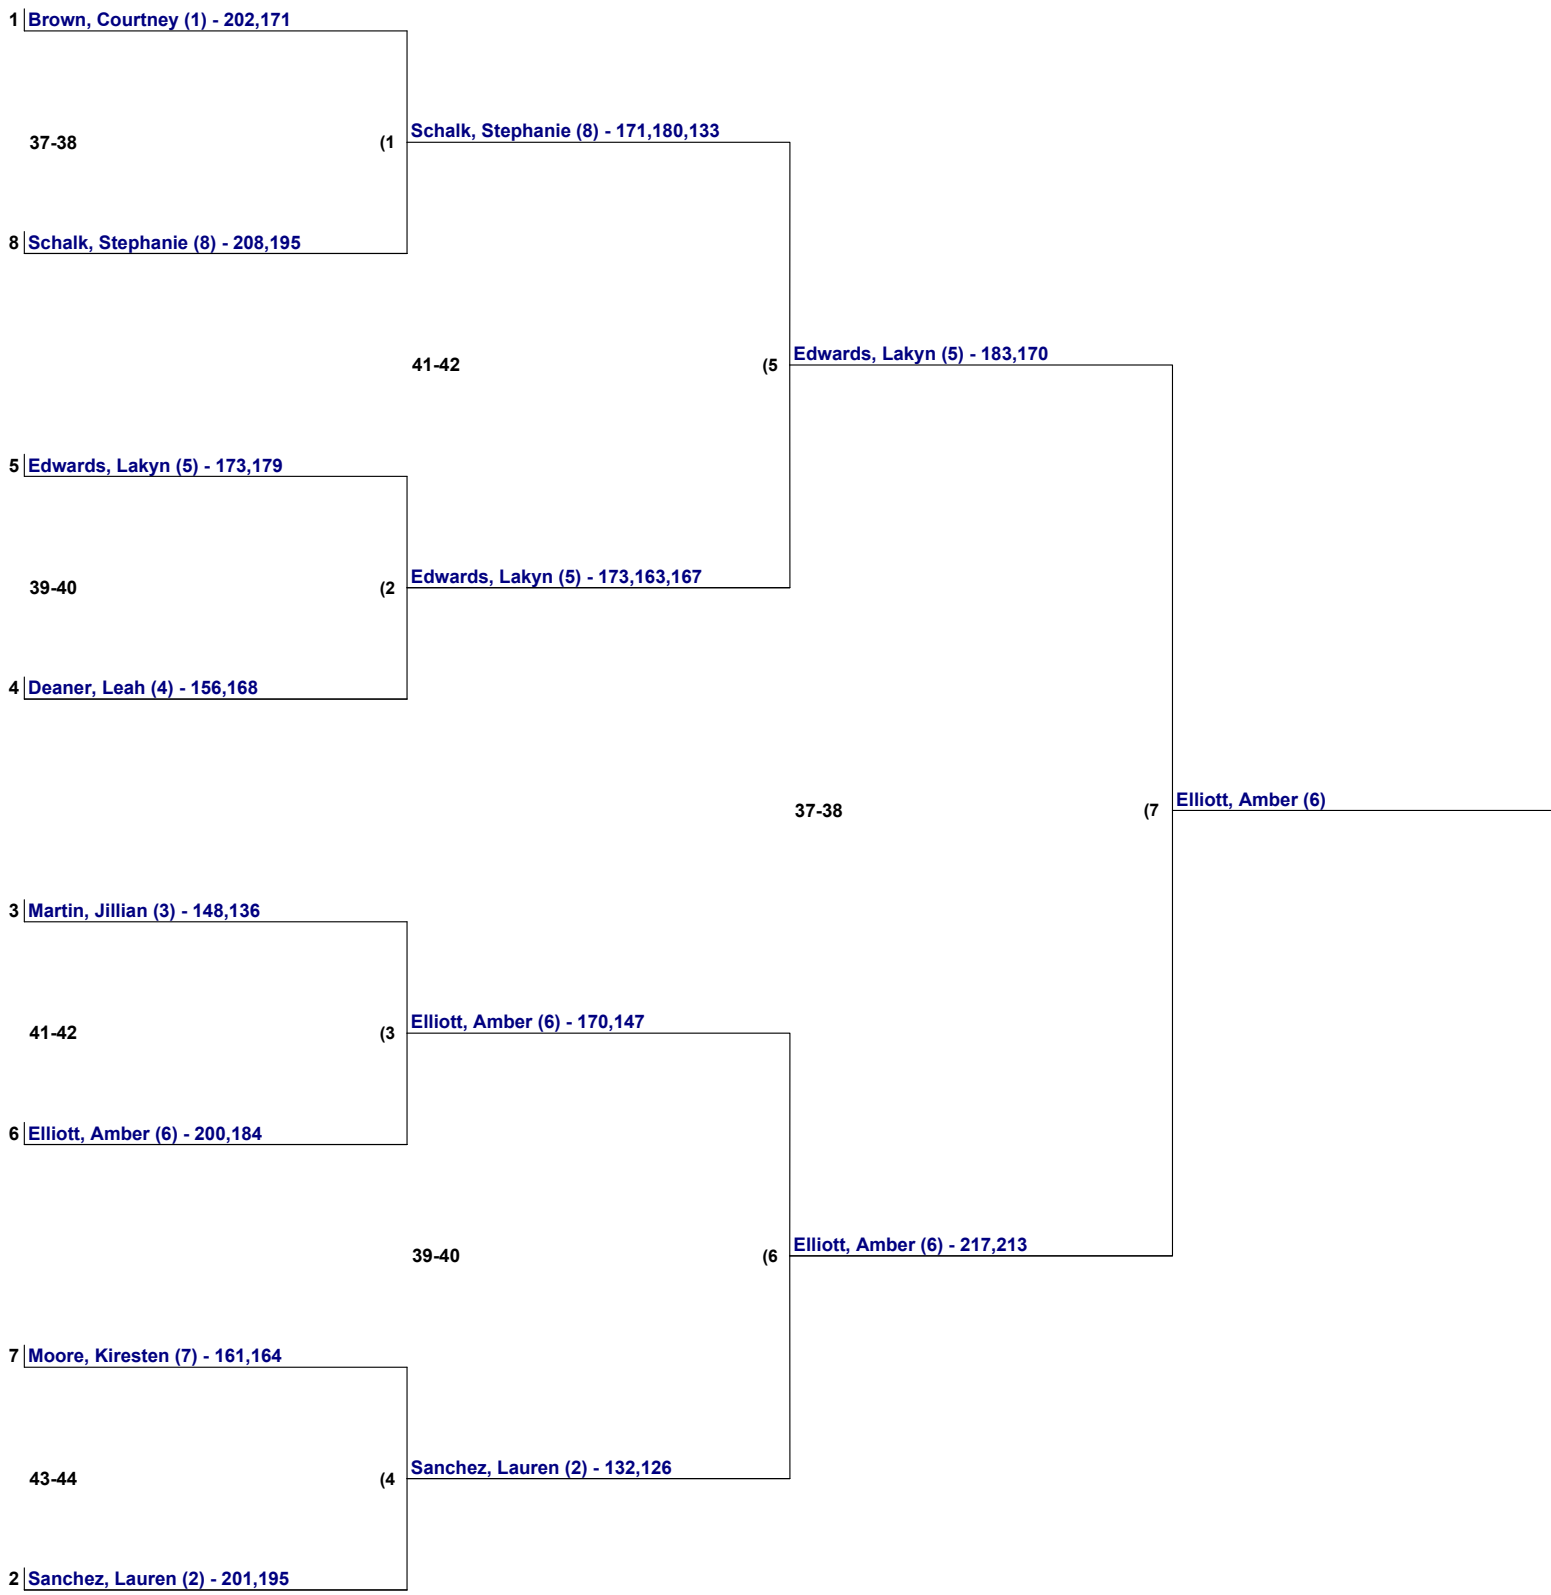 1 Brown, Courtney (1) - 202,171
37-38 (1 Schalk, Stephanie (8) - 171,180,133
8 Schalk, Stephanie (8) - 208,195
41-42 (5 Edwards, Lakyn (5) - 183,170
5 Edwards, Lakyn (5) - 173,179
39-40 (2 Edwards, Lakyn (5) - 173,163,167
4 Deaner, Leah (4) - 156,168
37-38 (7 Elliott, Amber (6)
3 Martin, Jillian (3) - 148,136
41-42 (3 Elliott, Amber (6) - 170,147
6 Elliott, Amber (6) - 200,184
39-40 (6 Elliott, Amber (6) - 217,213
7 Moore, Kiresten (7) - 161,164
43-44 (4 Sanchez, Lauren (2) - 132,126
2 Sanchez, Lauren (2) - 201,195